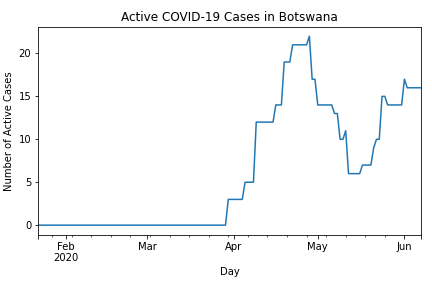 Active COVID-19 Cases in Botswana
Number of Active Cases
20
15
10
5
0
Feb
2020
Mar
Apr
May
Jun
Day